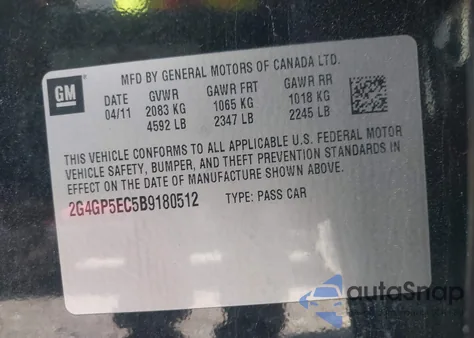 GM
MFD BY GENERAL MOTORS OF CANADA LTD.
DATE GVWR GAWR FRT GAWR RR
04/11 2083 KG 1065 KG 1018 KG
4592 LB 2347 LB 2245 LB
THIS VEHICLE CONFORMS TO ALL APPLICABLE U.S. FEDERAL MOTOR
VEHICLE SAFETY, BUMPER, AND THEFT PREVENTION STANDARDS IN
EFFECT ON THE DATE OF MANUFACTURE SHOWN ABOVE.
2G4GP5EC5B9180512 TYPE: PASS CAR
autoSnap